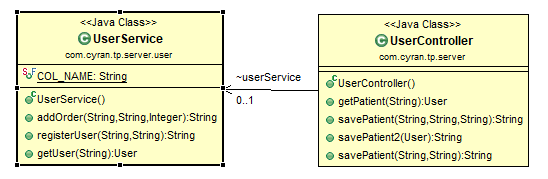 <<Java Class>>
UserService
com.cyran.tp.server.user
S F COL_NAME: String
C UserService()
addOrder(String,String,Integer):String
registerUser(String,String):String
getUser(String):User
~userService
0..1
<<Java Class>>
C UserController
com.cyran.tp.server
C UserController()
getPatient(String):User
savePatient(String,String,String):String
savePatient2(User):String
savePatient(String,String):String